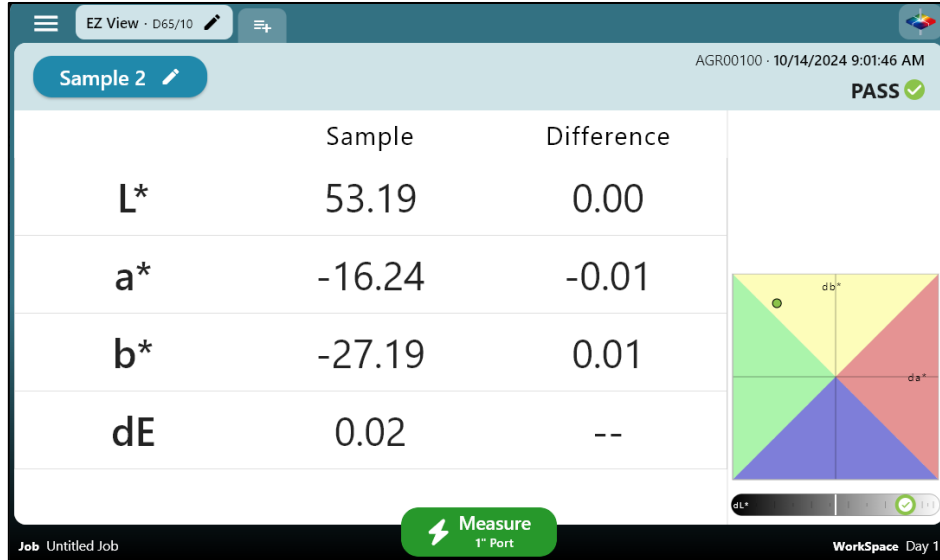 EZ View · D65/10
Sample 2
AGR00100 · 10/14/2024 9:01:46 AM
PASS
Sample Difference
L* 53.19 0.00
a* -16.24 -0.01
b* -27.19 0.01
dE 0.02 --
db*
da*
dL*
Measure
1" Port
Job Untitled Job
WorkSpace Day 1